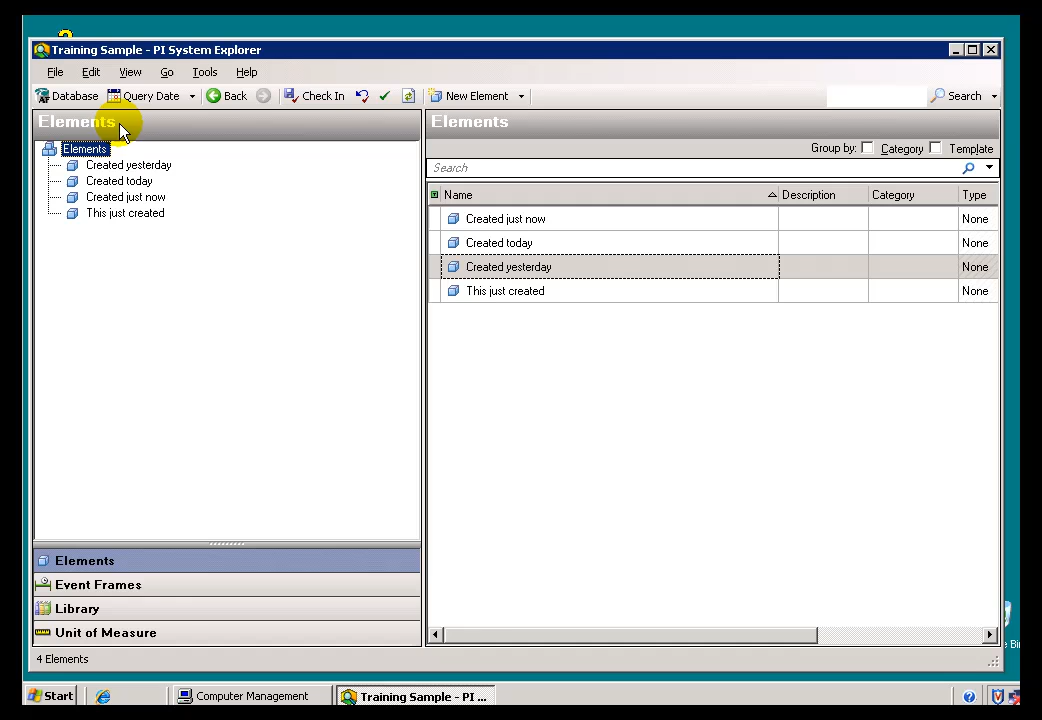 Training Sample - PI System Explorer
File Edit View Go Tools Help
Database Query Date Back Check In New Element Search
Elements
Elements
Created yesterday
Created today
Created just now
This just created
Elements
Event Frames
Library
Unit of Measure
Elements
Group by: Category Template
Search
Name Description Category Type
Created just now None
Created today None
Created yesterday None
This just created None
4 Elements
Start Computer Management Training Sample - PI ...